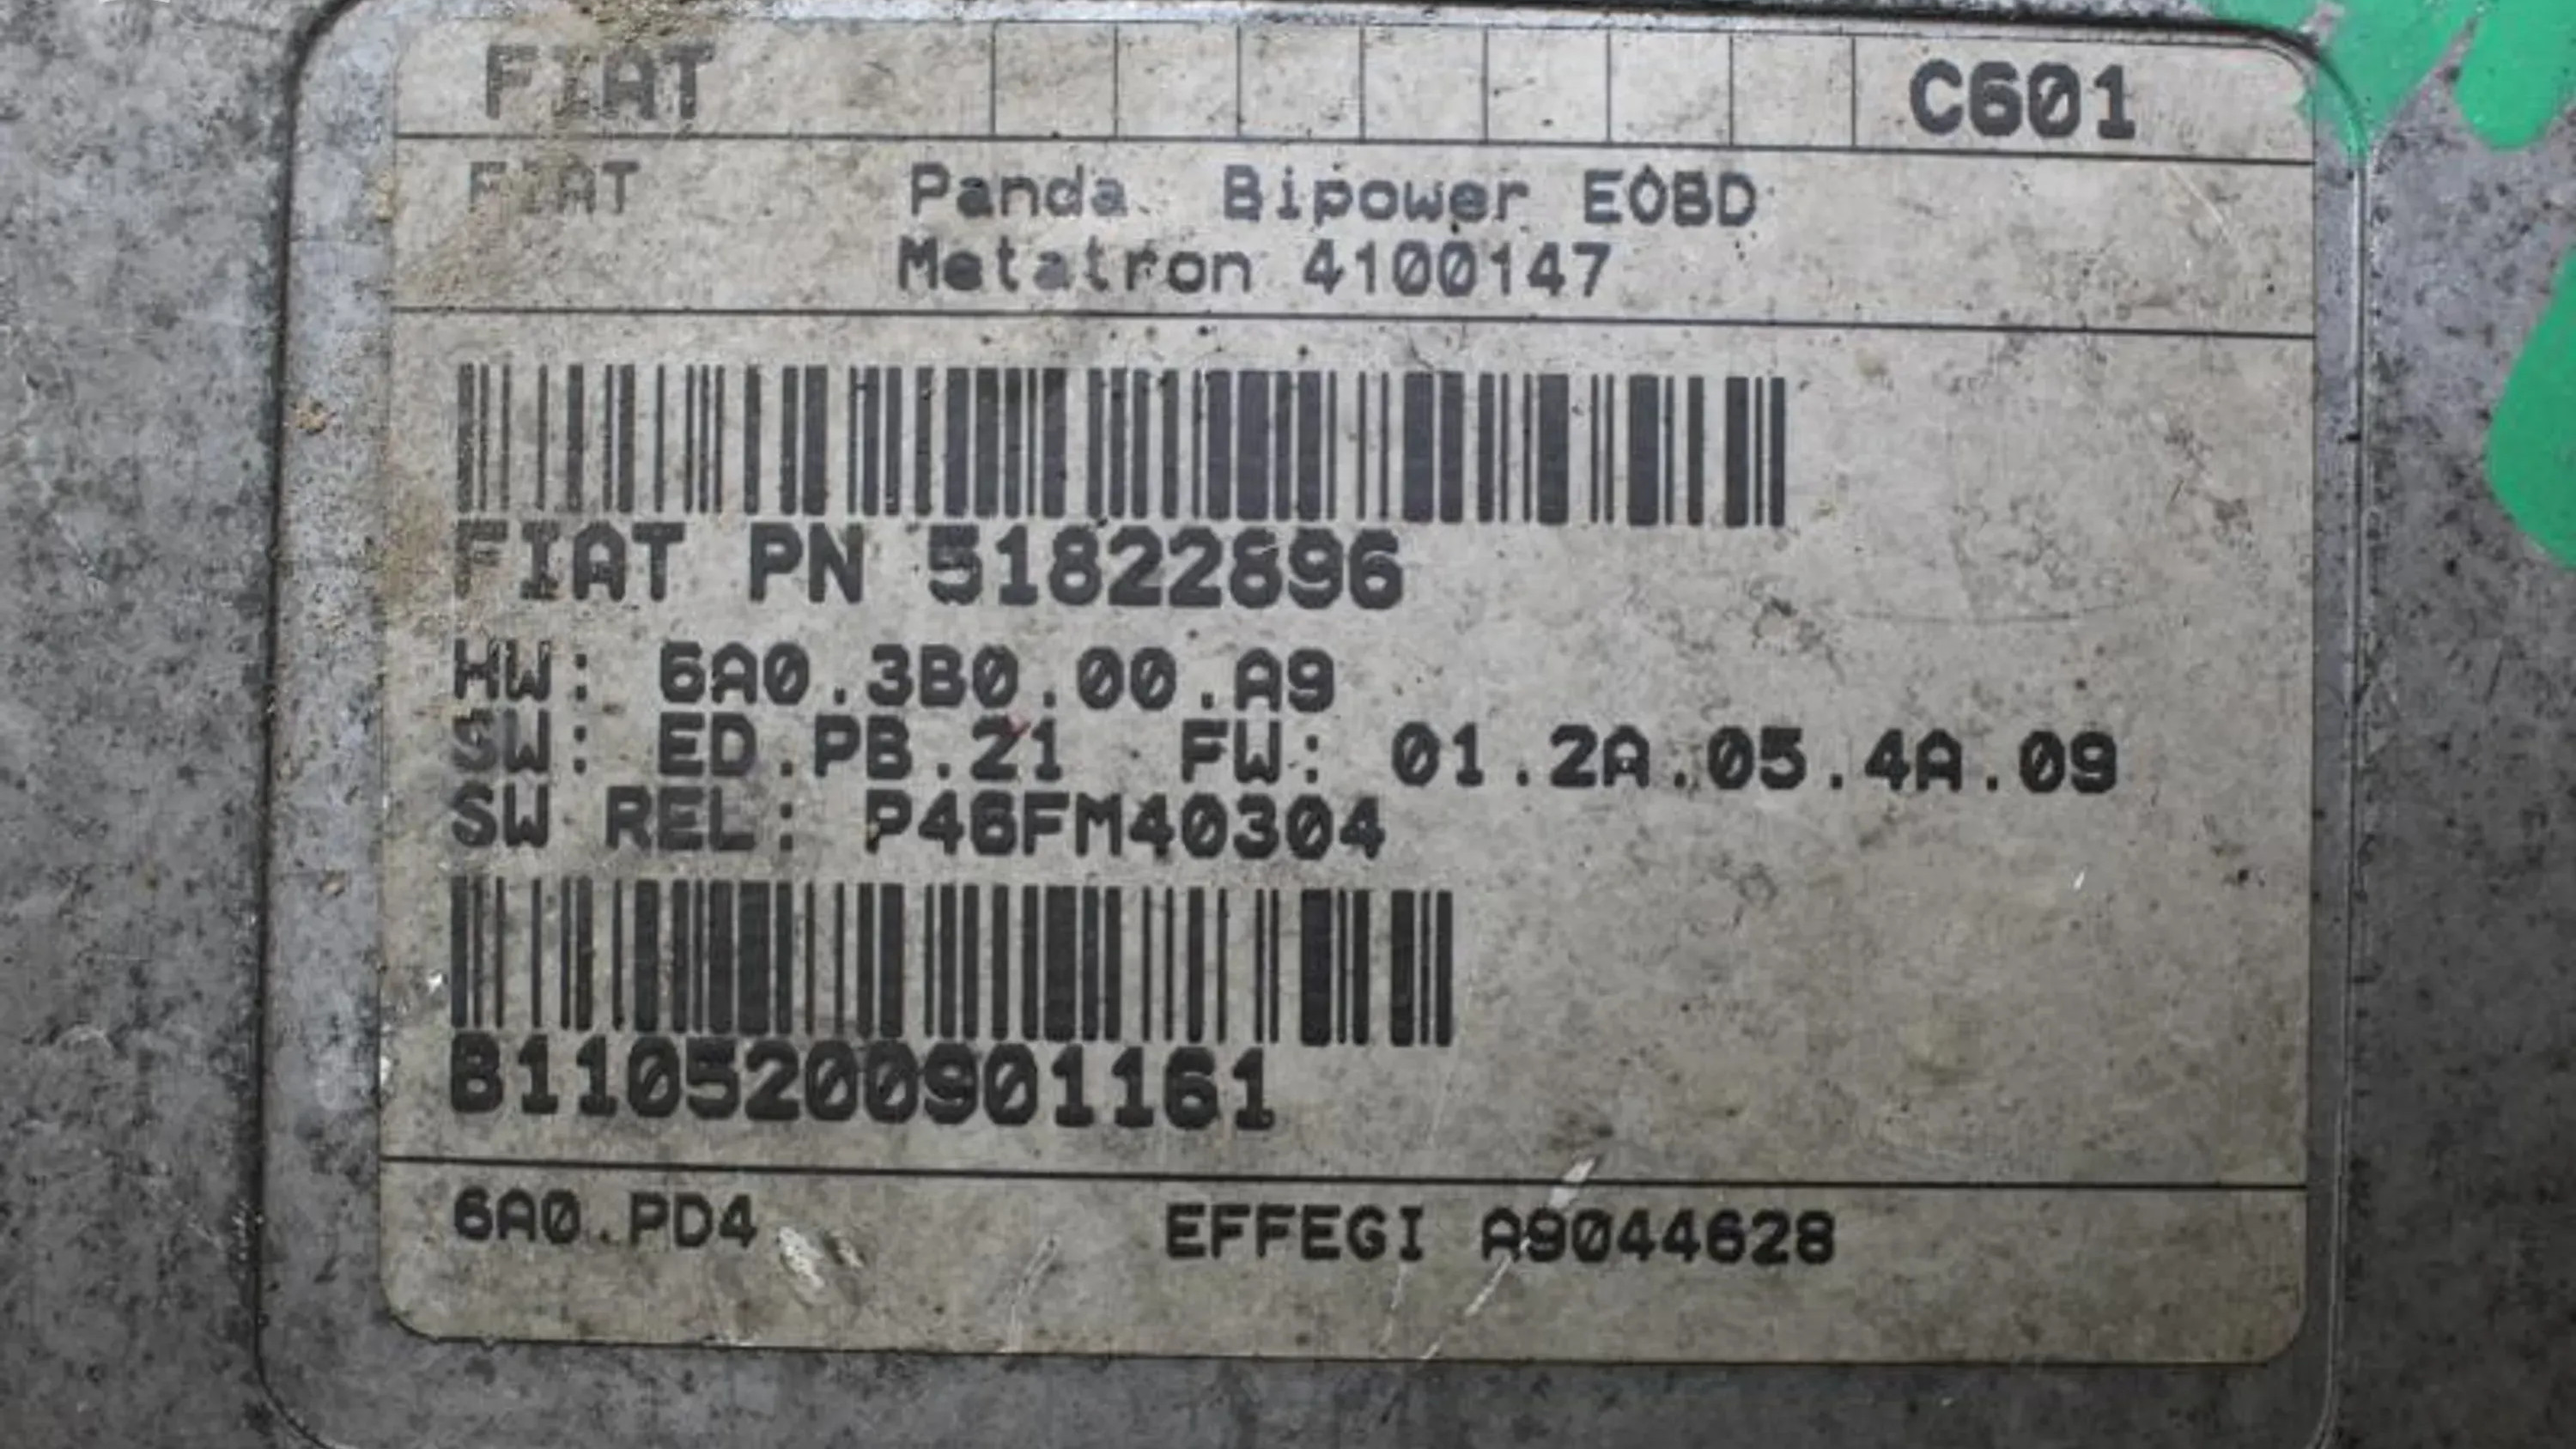 FIAT C601
FIAT Panda Bipower EOBD
Metatron 4100147
FIAT PN 51822896
HW: 6A0.3B0.00.A9
SW: ED.PB.21 FW: 01.2A.05.4A.09
SW REL: P46FM40304
B1105200901161
6A0.PD4 EFFEGI A9044628